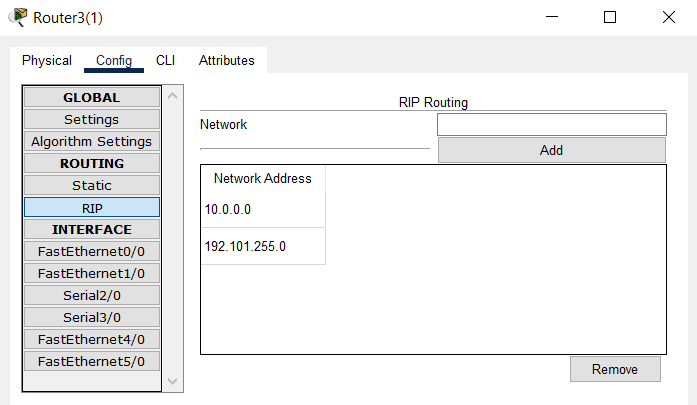 Router3(1)
Physical Config CLI Attributes
GLOBAL
Settings
Algorithm Settings
ROUTING
Static
RIP
INTERFACE
FastEthernet0/0
FastEthernet1/0
Serial2/0
Serial3/0
FastEthernet4/0
FastEthernet5/0
RIP Routing
Network
Add
Network Address
10.0.0.0
192.101.255.0
Remove